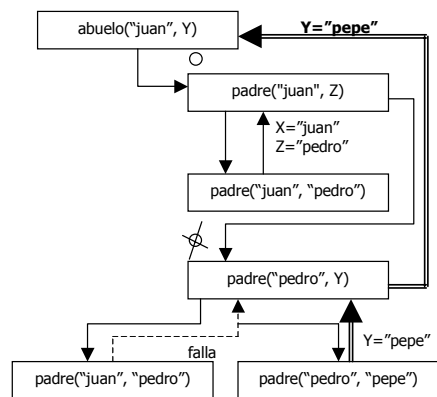 abuelo(“juan”, Y)
Y=”pepe”
padre("juan", Z)
X=”juan”
Z=”pedro”
padre(“juan”, “pedro”)
padre(“pedro”, Y)
falla
Y=”pepe”
padre(“juan”, “pedro”)
padre(“pedro”, “pepe”)